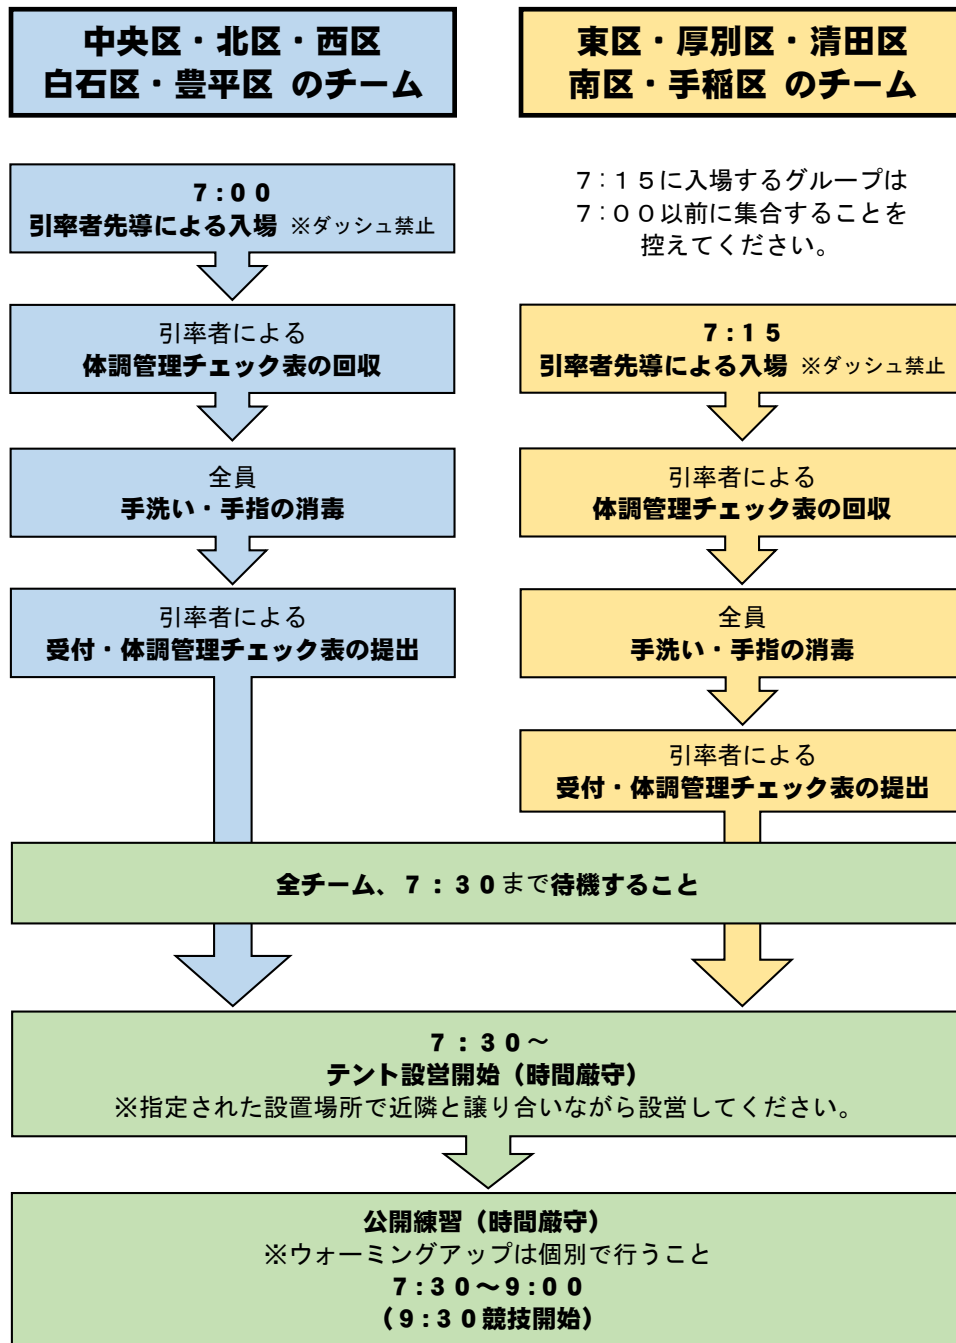 中央区・北区・西区
白石区・豊平区 のチーム
7:00
引率者先導による入場 ※ダッシュ禁止
引率者による
体調管理チェック表の回収
全員
手洗い・手指の消毒
引率者による
受付・体調管理チェック表の提出
東区・厚別区・清田区
南区・手稲区 のチーム
7：１５に入場するグループは
7：００以前に集合することを
控えてください。
7:15
引率者先導による入場 ※ダッシュ禁止
引率者による
体調管理チェック表の回収
全員
手洗い・手指の消毒
引率者による
受付・体調管理チェック表の提出
全チーム、７：３０まで待機すること
７：３０～
テント設営開始（時間厳守）
※指定された設置場所で近隣と譲り合いながら設営してください。
公開練習（時間厳守）
※ウォーミングアップは個別で行うこと
7:30～9:00
(9:30競技開始)